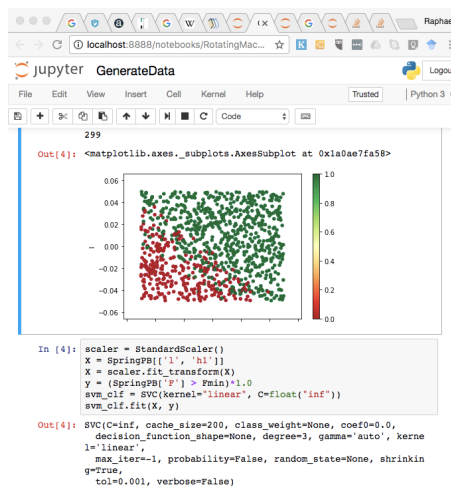 Raphae
localhost:8888/notebooks/RotatingMac...
jupyter GenerateData
Logou
File Edit View Insert Cell Kernel Help Trusted Python 3
Code
299
Out[4]: <matplotlib.axes._subplots.AxesSubplot at 0x1a0ae7fa58>
0.06
0.04
0.02
0.00
−0.02
−0.04
−0.06
1.0
0.8
0.6
0.4
0.2
0.0
In [4]: scaler = StandardScaler()
X = SpringPB[['l', 'hl']]
X = scaler.fit_transform(X)
y = (SpringPB['F'] > Fmin)*1.0
svm_clf = SVC(kernel="linear", C=float("inf"))
svm_clf.fit(X, y)
Out[4]: SVC(C=inf, cache_size=200, class_weight=None, coef0=0.0,
decision_function_shape=None, degree=3, gamma='auto', kerne
l='linear',
max_iter=-1, probability=False, random_state=None, shrinkin
g=True,
tol=0.001, verbose=False)